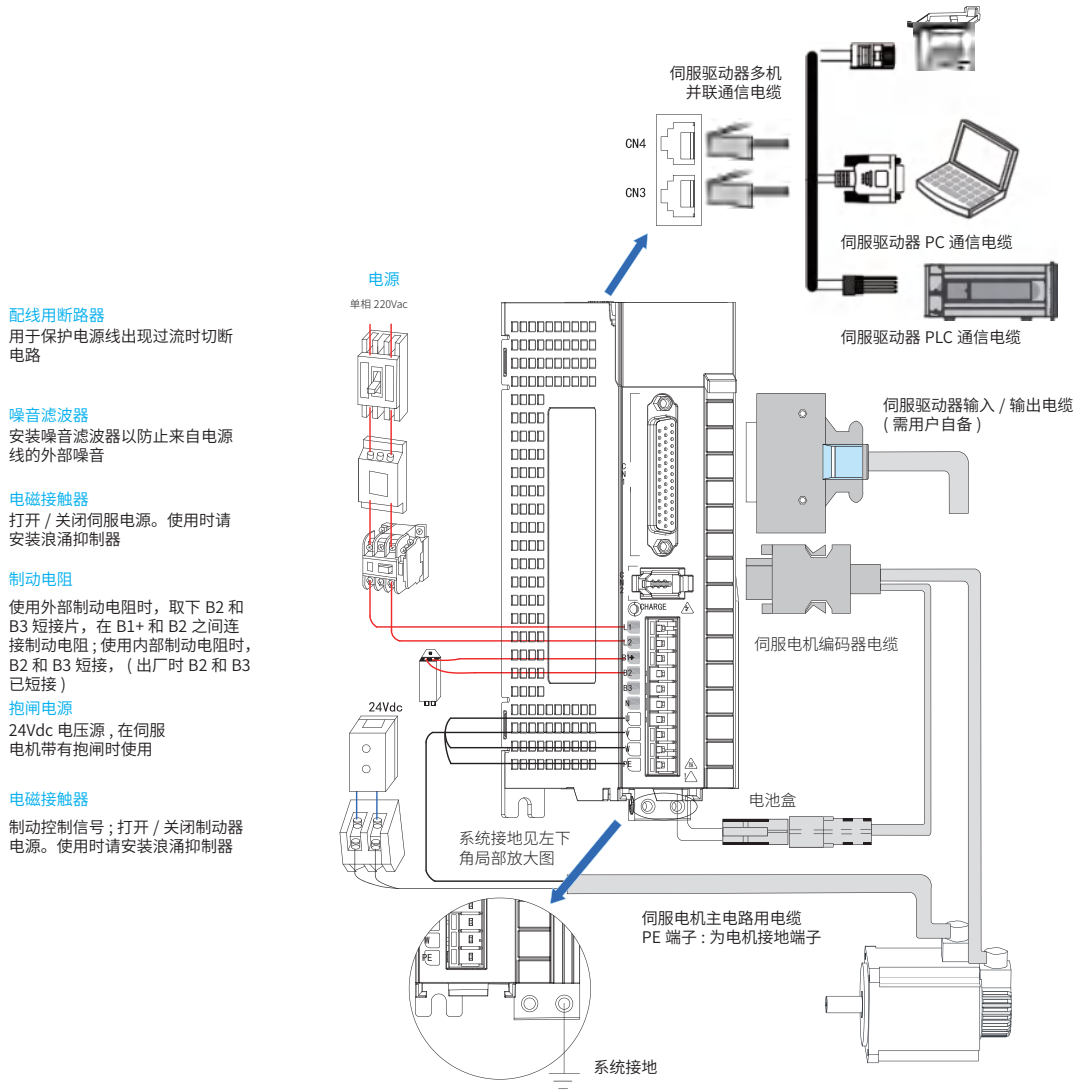 伺服驱动器多机
并联通信电缆
CN4
CN3
伺服驱动器 PC 通信电缆
伺服驱动器 PLC 通信电缆
电源
单相 220Vac
配线用断路器
用于保护电源线出现过流时切断
电路
噪音滤波器
安装噪音滤波器以防止来自电源
线的外部噪音
电磁接触器
打开 / 关闭伺服电源。使用时请
安装浪涌抑制器
制动电阻
使用外部制动电阻时，取下 B2 和
B3 短接片，在 B1+ 和 B2 之间连
接制动电阻 ; 使用内部制动电阻时，
B2 和 B3 短接， ( 出厂时 B2 和 B3
已短接 )
抱闸电源
24Vdc 电压源 , 在伺服
电机带有抱闸时使用
电磁接触器
制动控制信号 ; 打开 / 关闭制动器
电源。使用时请安装浪涌抑制器
24Vdc
CN1
CN2
CHARGE
L1
L2
B1+
B2
B3
N
U
V
W
PE
伺服驱动器输入 / 输出电缆
( 需用户自备 )
伺服电机编码器电缆
电池盒
系统接地见左下
角局部放大图
伺服电机主电路用电缆
PE 端子 : 为电机接地端子
W
PE
系统接地